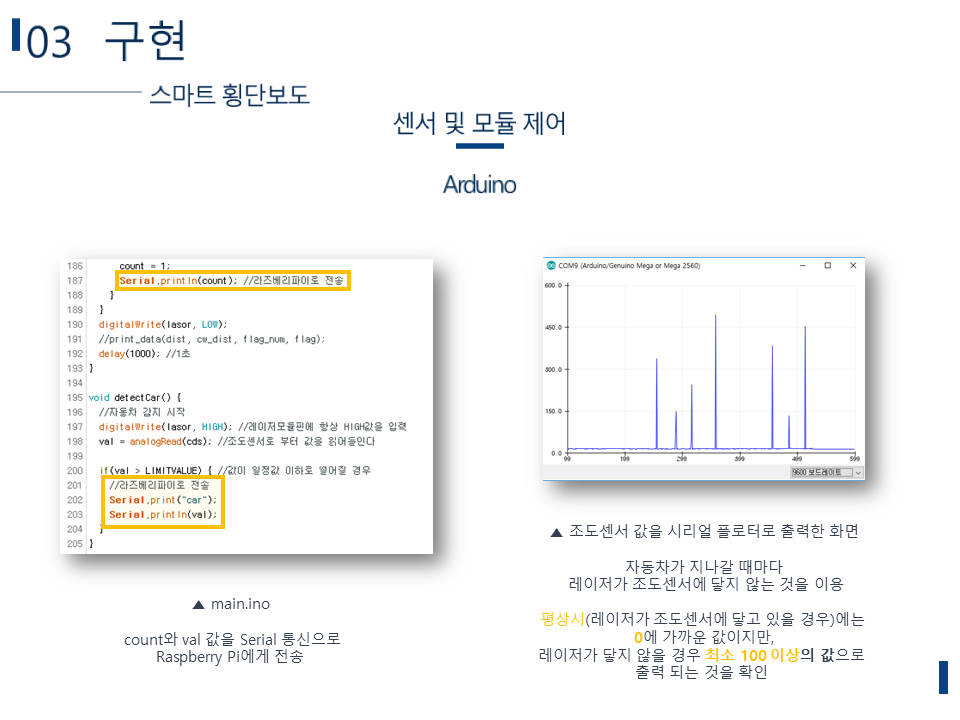 03 구현
스마트 횡단보도
센서 및 모듈 제어
Arduino
186 count = 1;
187 Serial.println(count); //라즈베리파이로 전송
188 }
189 }
190 digitalWrite(lasor, LOW);
191 //print_data(dist, cw_dist, flag_num, flag);
192 delay(1000); //1초
193 }
194
195 void detectCar() {
196 //자동차 감지 시작
197 digitalWrite(lasor, HIGH); //레이저모듈핀에 항상 HIGH값을 입력
198 val = analogRead(cds); //조도센서로 부터 값을 읽어들인다
199
200 if(val > LIMITVALUE) { //값이 일정값 이하로 떨어질 경우
201 //라즈베리파이로 전송
202 Serial.print("car");
203 Serial.println(val);
204 }
205 }
▲ main.ino
count와 val 값을 Serial 통신으로
Raspberry Pi에게 전송
COM9 (Arduino/Genuino Mega or Mega 2560)
600.0
450.0
300.0
150.0
0.0
99 199 299 399 499 599
9600 보드레이트
▲ 조도센서 값을 시리얼 플로터로 출력한 화면
자동차가 지나갈 때마다
레이저가 조도센서에 닿지 않는 것을 이용
평상시(레이저가 조도센서에 닿고 있을 경우)에는
0에 가까운 값이지만,
레이저가 닿지 않을 경우 최소 100 이상의 값으로
출력 되는 것을 확인